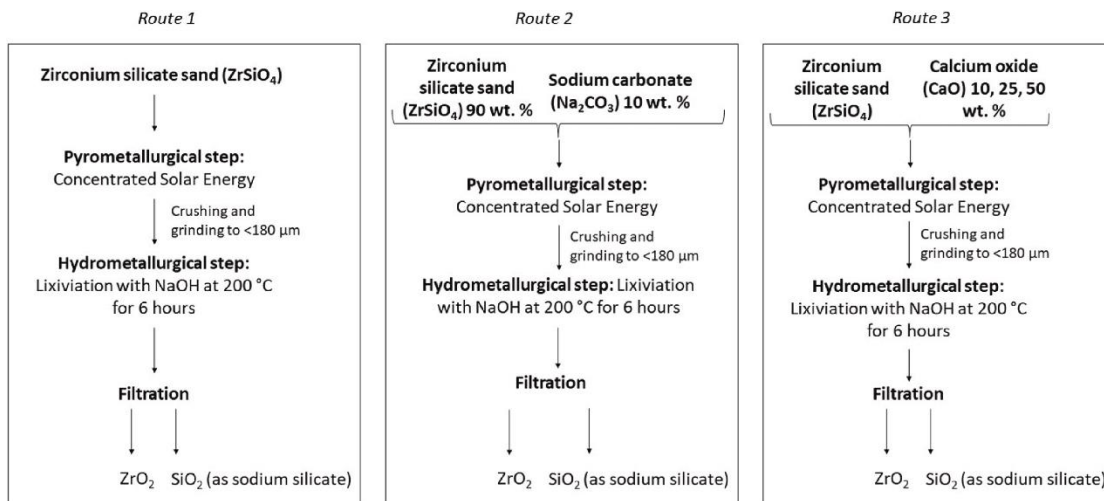 Route 1
Zirconium silicate sand (ZrSiO₄)
Pyrometallurgical step:
Concentrated Solar Energy
Crushing and
grinding to <180 μm
Hydrometallurgical step:
Lixiviation with NaOH at 200 °C
for 6 hours
Filtration
ZrO₂ SiO₂ (as sodium silicate)
Route 2
Zirconium
silicate sand
(ZrSiO₄) 90 wt. %
Sodium carbonate
(Na₂CO₃) 10 wt. %
Pyrometallurgical step:
Concentrated Solar Energy
Crushing and
grinding to <180 μm
Hydrometallurgical step: Lixiviation
with NaOH at 200 °C for 6 hours
Filtration
ZrO₂ SiO₂ (as sodium silicate)
Route 3
Zirconium
silicate sand
(ZrSiO₄)
Calcium oxide
(CaO) 10, 25, 50
wt. %
Pyrometallurgical step:
Concentrated Solar Energy
Crushing and
grinding to <180 μm
Hydrometallurgical step:
Lixiviation with NaOH at 200 °C
for 6 hours
Filtration
ZrO₂ SiO₂ (as sodium silicate)